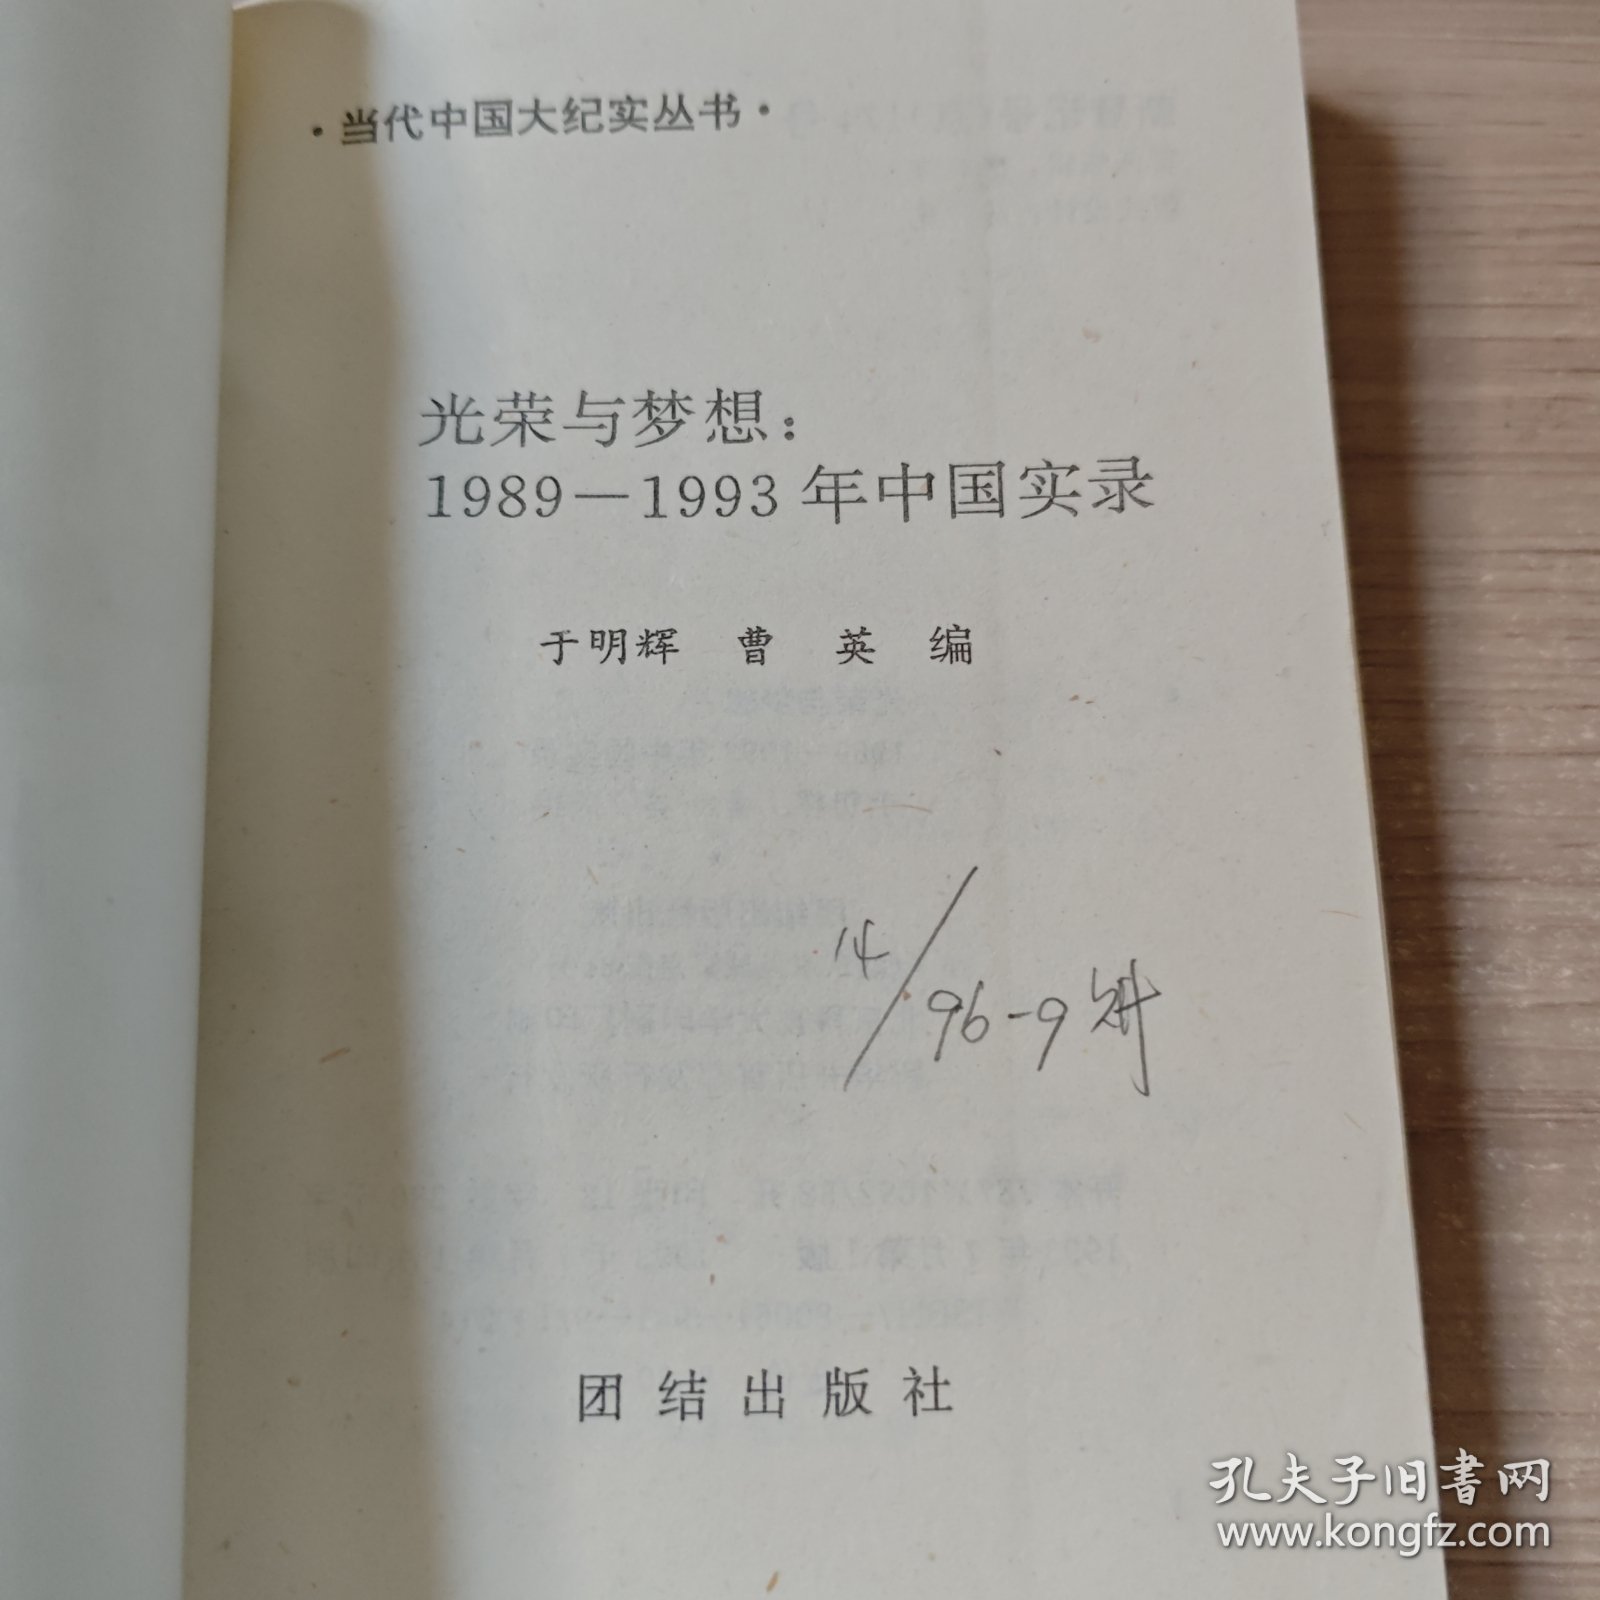 ·当代中国大纪实丛书·
光荣与梦想：
1989—1993年中国实录
于明辉 曹 英 编
14/96-9
团结出版社
孔夫子旧书网
www.kongfz.com